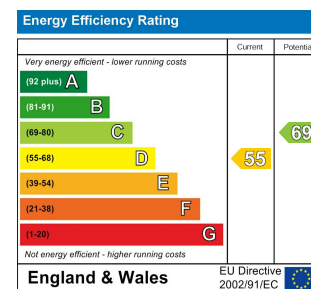 Energy Efficiency Rating
Current Potentia
Very energy efficient - lower running costs
(92 plus) A
(81-91) B
(69-80) C 69
(55-68) D 55
(39-54) E
(21-38) F
(1-20) G
Not energy efficient - higher running costs
England & Wales
EU Directive
2002/91/EC